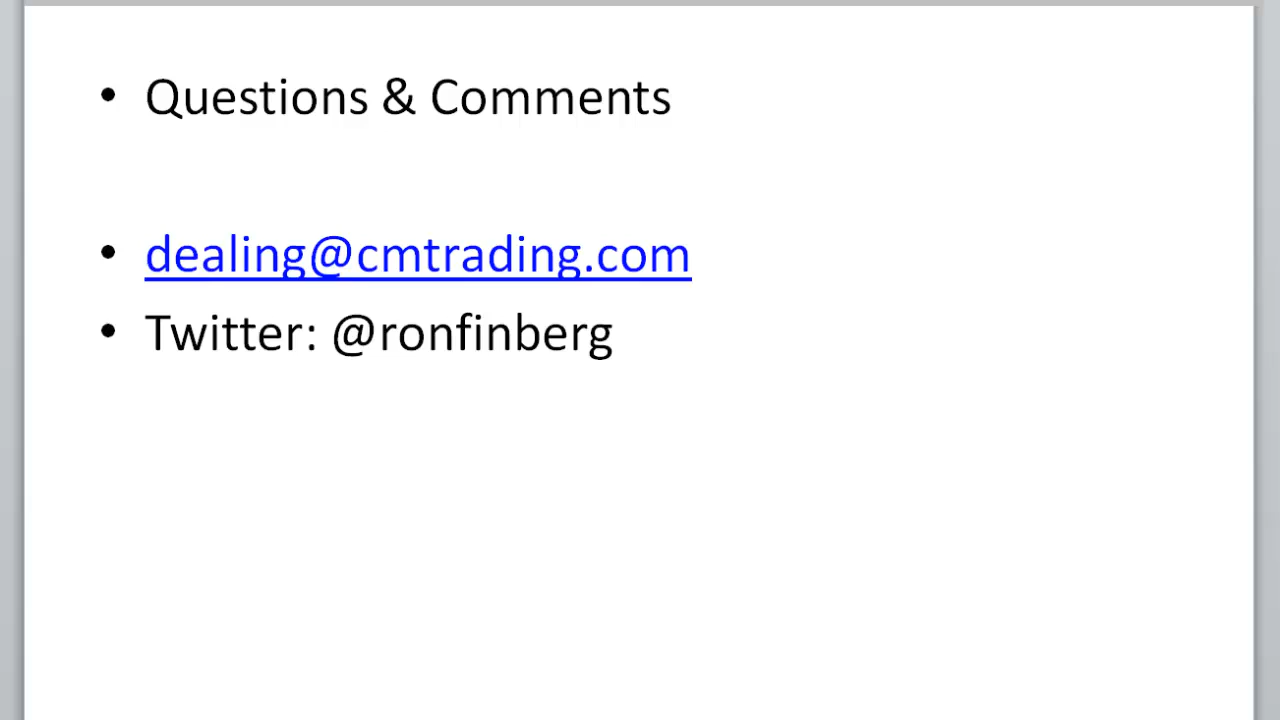 • Questions & Comments
• dealing@cmtrading.com
• Twitter: @ronfinberg